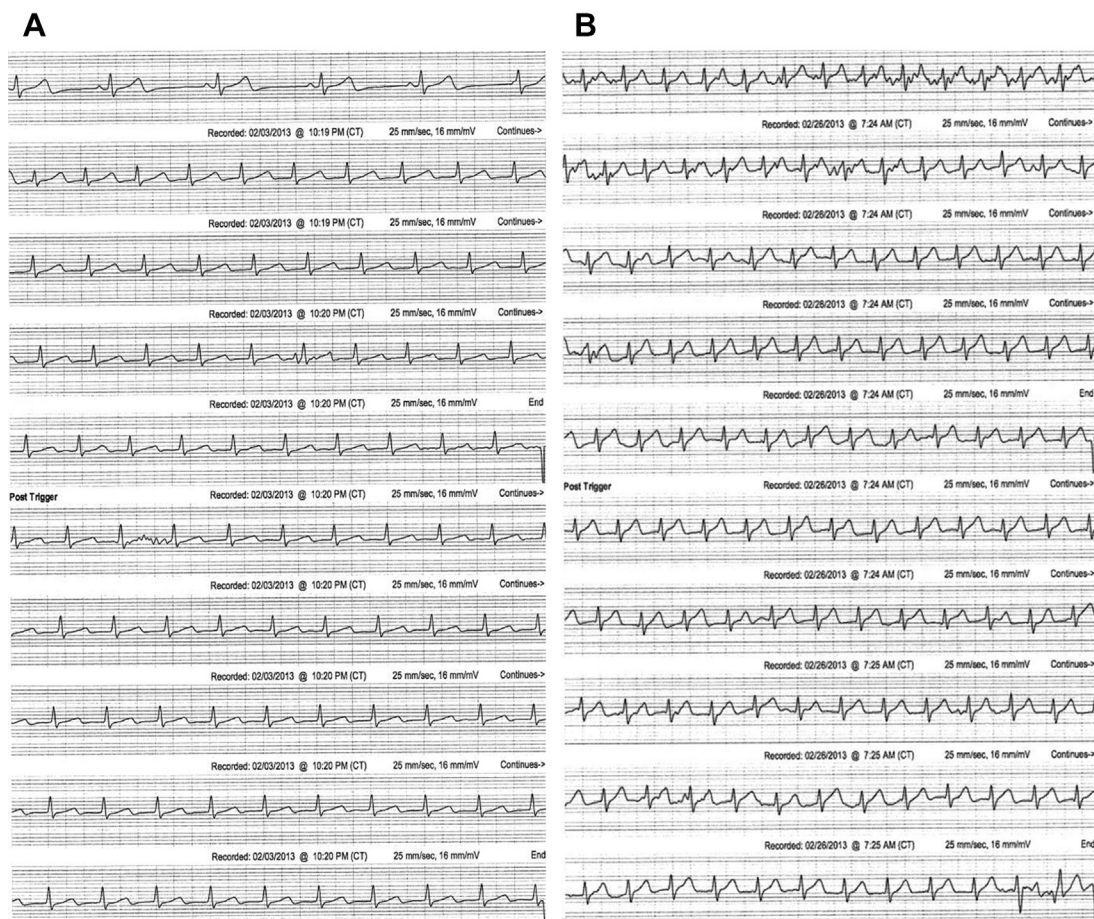 A
Recorded: 02/03/2013 @ 10:19 PM (CT) 25 mm/sec, 16 mm/mV Continues->
Recorded: 02/03/2013 @ 10:19 PM (CT) 25 mm/sec, 16 mm/mV Continues->
Recorded: 02/03/2013 @ 10:20 PM (CT) 25 mm/sec, 16 mm/mV Continues->
Recorded: 02/03/2013 @ 10:20 PM (CT) 25 mm/sec, 16 mm/mV End
Post Trigger Recorded: 02/03/2013 @ 10:20 PM (CT) 25 mm/sec, 16 mm/mV Continues->
Recorded: 02/03/2013 @ 10:20 PM (CT) 25 mm/sec, 16 mm/mV Continues->
Recorded: 02/03/2013 @ 10:20 PM (CT) 25 mm/sec, 16 mm/mV Continues->
Recorded: 02/03/2013 @ 10:20 PM (CT) 25 mm/sec, 16 mm/mV Continues->
Recorded: 02/03/2013 @ 10:20 PM (CT) 25 mm/sec, 16 mm/mV End
B
Recorded: 02/26/2013 @ 7:24 AM (CT) 25 mm/sec, 16 mm/mV Continues->
Recorded: 02/26/2013 @ 7:24 AM (CT) 25 mm/sec, 16 mm/mV Continues->
Recorded: 02/26/2013 @ 7:24 AM (CT) 25 mm/sec, 16 mm/mV Continues->
Recorded: 02/26/2013 @ 7:24 AM (CT) 25 mm/sec, 16 mm/mV End
Post Trigger Recorded: 02/26/2013 @ 7:24 AM (CT) 25 mm/sec, 16 mm/mV Continues->
Recorded: 02/26/2013 @ 7:24 AM (CT) 25 mm/sec, 16 mm/mV Continues->
Recorded: 02/26/2013 @ 7:25 AM (CT) 25 mm/sec, 16 mm/mV Continues->
Recorded: 02/26/2013 @ 7:25 AM (CT) 25 mm/sec, 16 mm/mV Continues->
Recorded: 02/26/2013 @ 7:25 AM (CT) 25 mm/sec, 16 mm/mV End